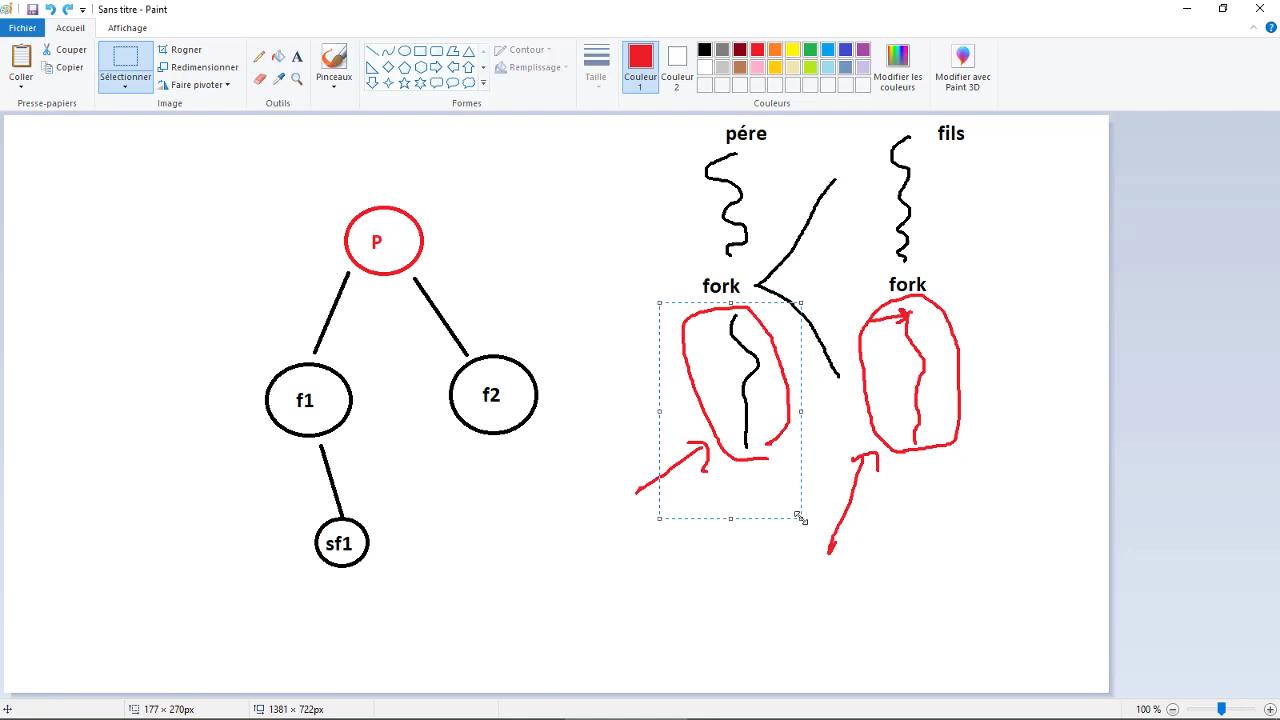 Sans titre - Paint
Fichier
Accueil
Affichage
Coller
Couper
Copier
Presse-papiers
Sélectionner
Rogner
Redimensionner
Faire pivoter
Image
A
Outils
Pinceaux
Contour
Remplissage
Formes
Taille
Couleur 1
Couleur 2
Modifier les couleurs
Couleurs
Modifier avec Paint 3D
pére
fils
P
fork
fork
f1
f2
sf1
177 × 270px
1381 × 722px
100 %